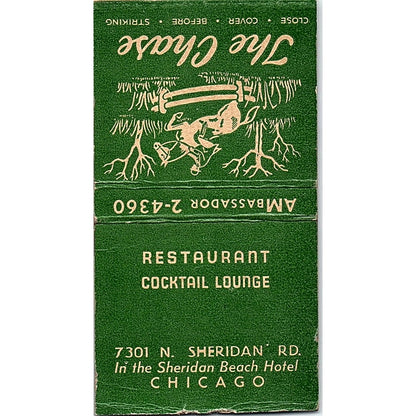 CLOSE • COVER • BEFORE • STRIKING
The Chase
AMBASSADOR 2-4360
RESTAURANT
COCKTAIL LOUNGE
7301 N. SHERIDAN RD.
In the Sheridan Beach Hotel
CHICAGO